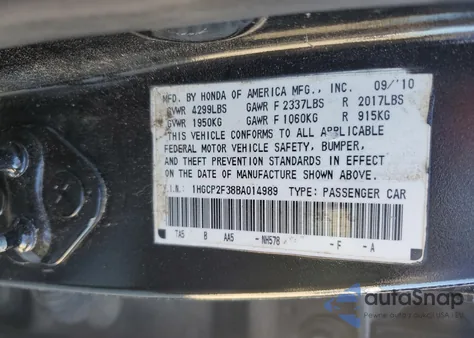 MFD. BY HONDA OF AMERICA MFG., INC. 09/'10
GVWR 4299LBS GAWR F 2337LBS R 2017LBS
GVWR 1950KG GAWR F 1060KG R 915KG
THIS VEHICLE CONFORMS TO ALL APPLICABLE
FEDERAL MOTOR VEHICLE SAFETY, BUMPER,
AND THEFT PREVENTION STANDARDS IN EFFECT
ON THE DATE OF MANUFACTURE SHOWN ABOVE.
V.I.N.: 1HGCP2F38BA014989 TYPE: PASSENGER CAR
TA5 B AA5 -NH578 -F -A
autoSnap